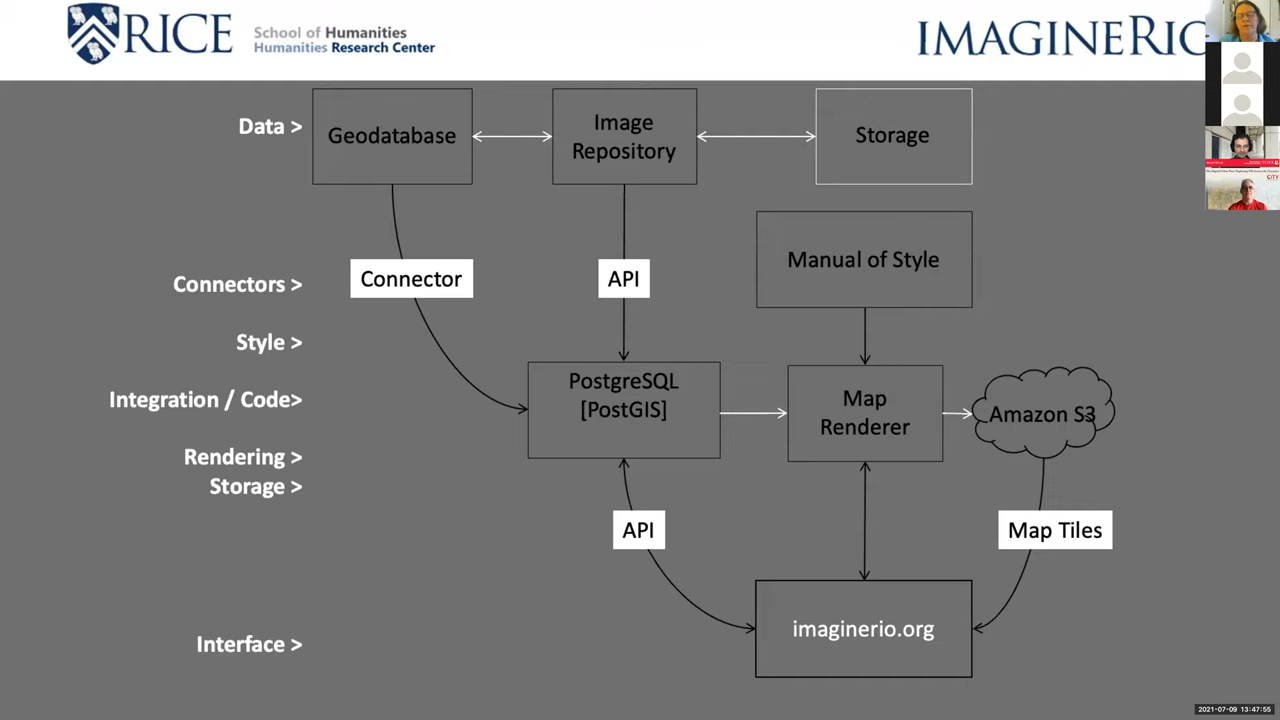 RICE
School of Humanities
Humanities Research Center
IMAGINERIO
Data >
Geodatabase
Image
Repository
Storage
Manual of Style
Connectors >
Connector
API
Style >
PostgreSQL
[PostGIS]
Map
Renderer
Amazon S3
Integration / Code>
Rendering >
Storage >
API
Map Tiles
Interface >
imaginerio.org
CITY
2021-07-09 13:47:55